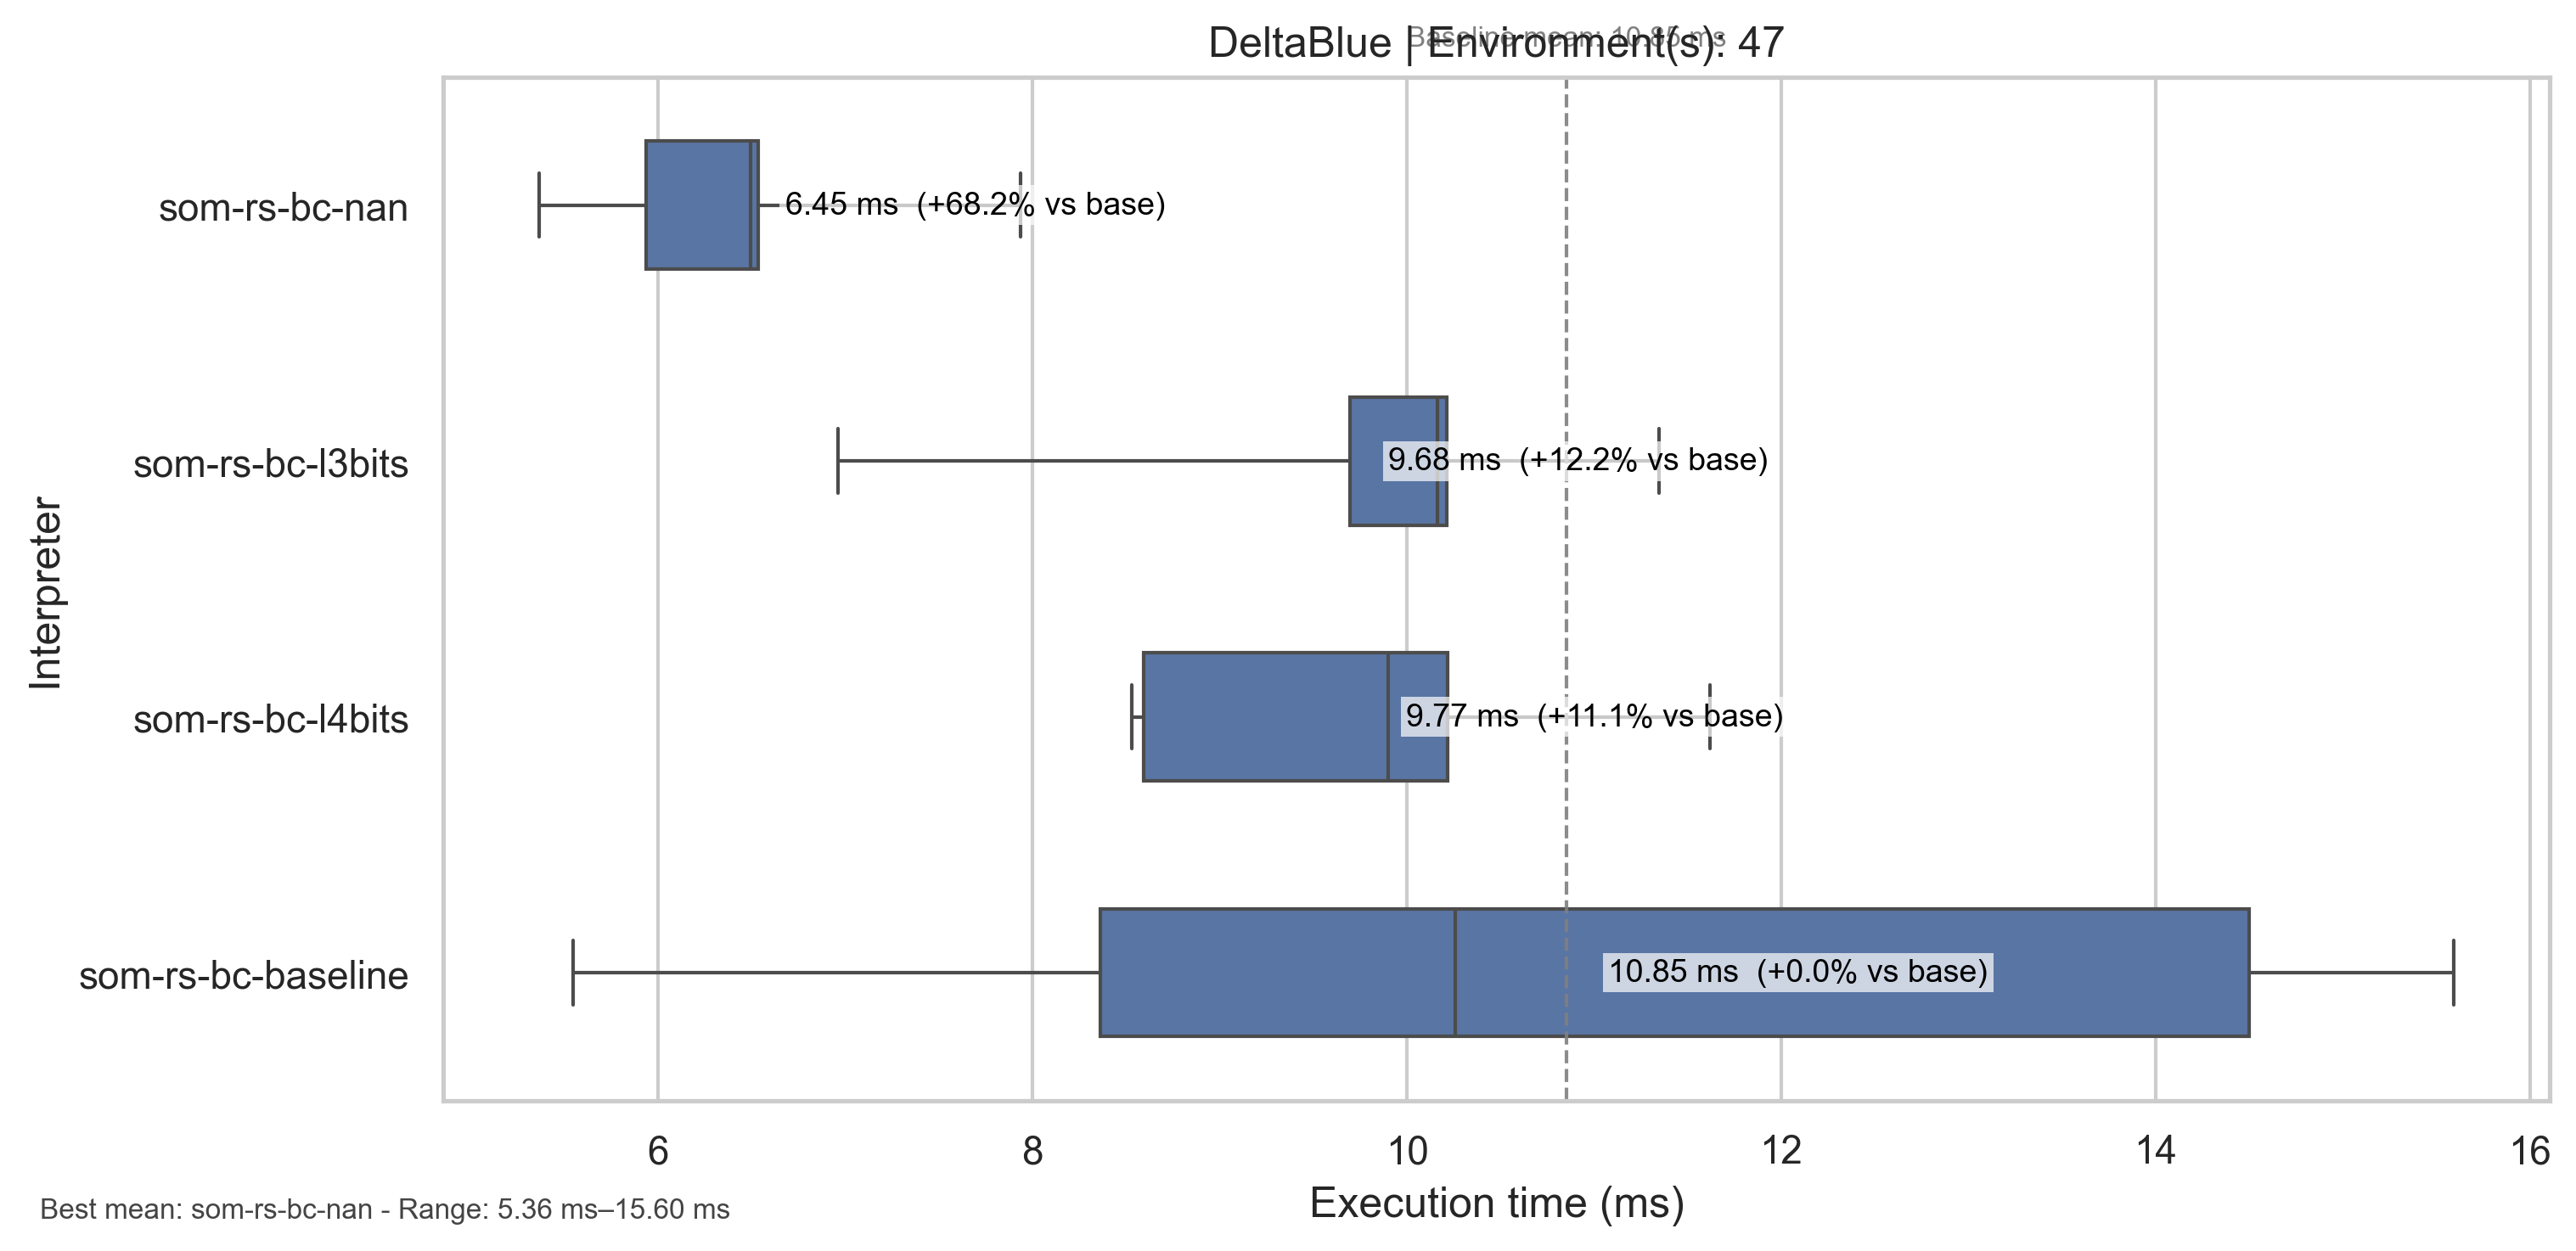 DeltaBlue | Environment(s): 47
Baseline mean: 10.85 ms
Interpreter
som-rs-bc-nan
6.45 ms (+68.2% vs base)
som-rs-bc-l3bits
9.68 ms (+12.2% vs base)
som-rs-bc-l4bits
9.77 ms (+11.1% vs base)
som-rs-bc-baseline
10.85 ms (+0.0% vs base)
6 8 10 12 14 16
Execution time (ms)
Best mean: som-rs-bc-nan - Range: 5.36 ms–15.60 ms